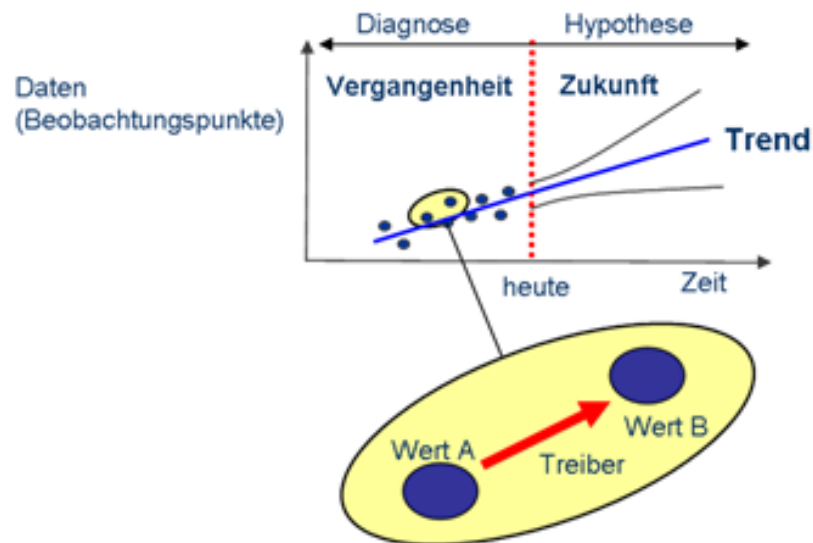 Diagnose
Hypothese
Daten
(Beobachtungspunkte)
Vergangenheit
Zukunft
Trend
heute
Zeit
Wert A
Treiber
Wert B